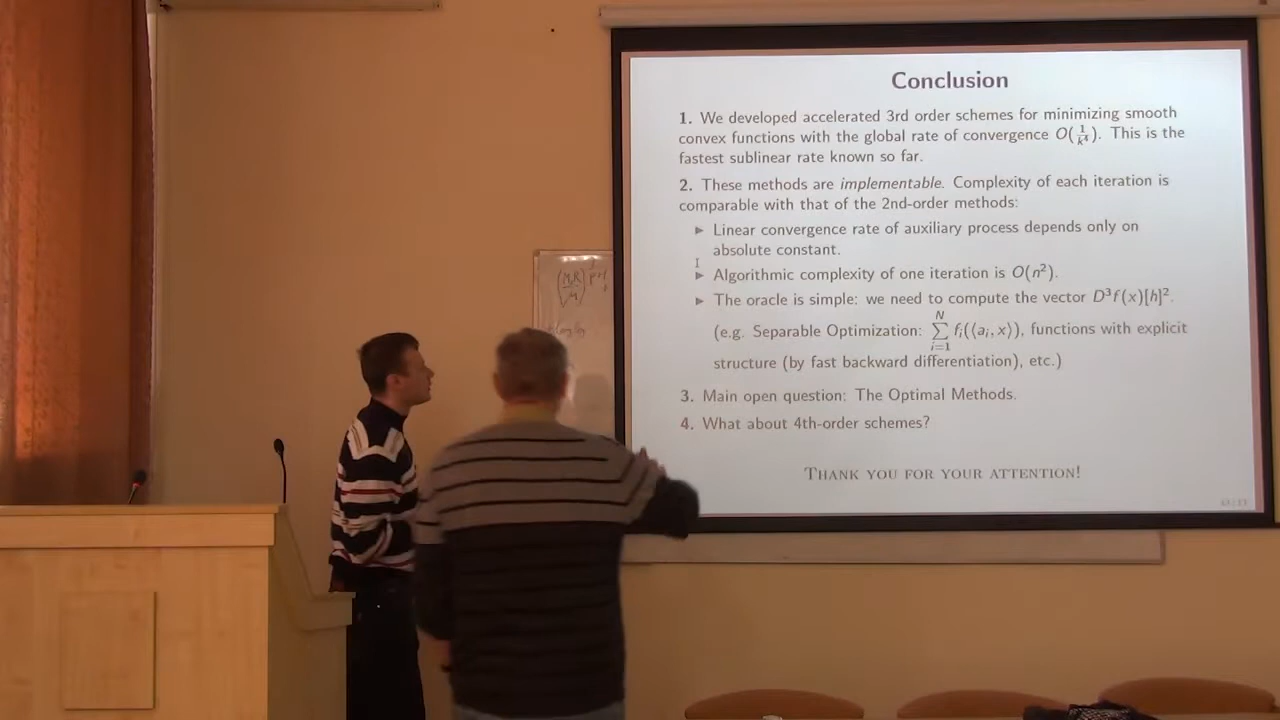 Conclusion
1. We developed accelerated 3rd order schemes for minimizing smooth
convex functions with the global rate of convergence O(1/k⁴). This is the
fastest sublinear rate known so far.
2. These methods are implementable. Complexity of each iteration is
comparable with that of the 2nd-order methods:
▶ Linear convergence rate of auxiliary process depends only on
absolute constant.
▶ Algorithmic complexity of one iteration is O(n²).
▶ The oracle is simple: we need to compute the vector D³f(x)[h]².
(e.g. Separable Optimization: ∑_{i=1}^{N} f_i(⟨a_i, x⟩), functions with explicit
structure (by fast backward differentiation), etc.)
3. Main open question: The Optimal Methods.
4. What about 4th-order schemes?
THANK YOU FOR YOUR ATTENTION!